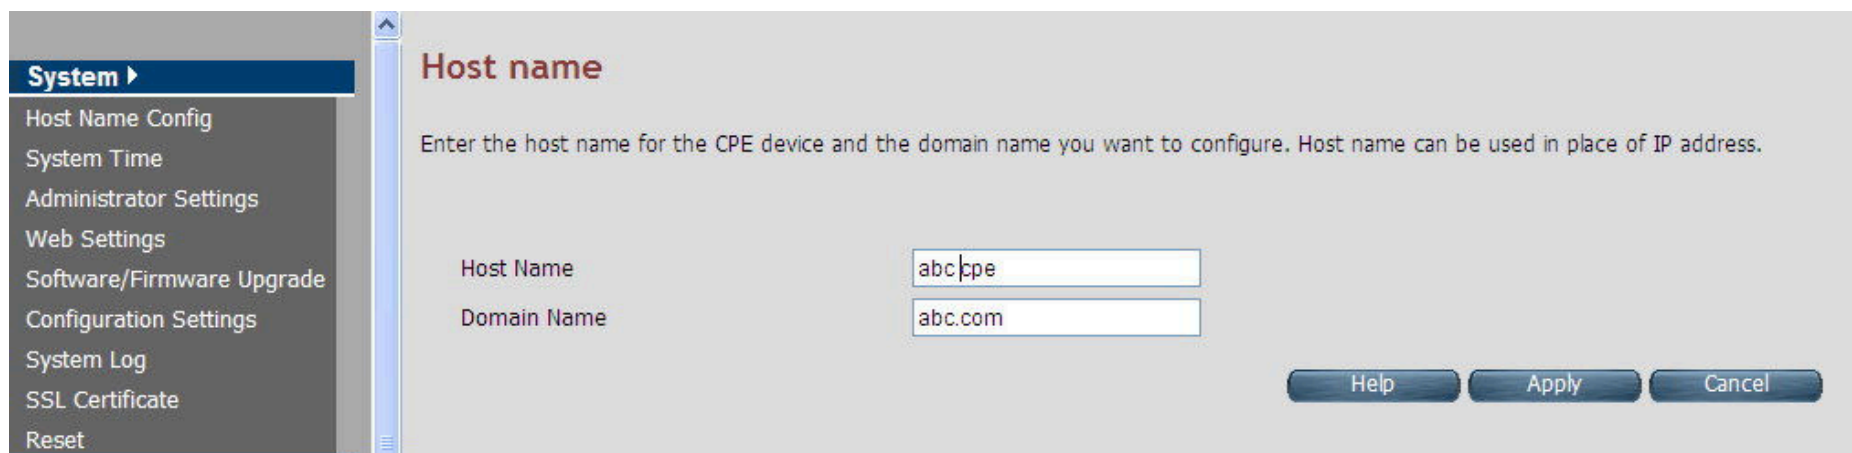 System
Host Name Config
System Time
Administrator Settings
Web Settings
Software/Firmware Upgrade
Configuration Settings
System Log
SSL Certificate
Reset
Host name
Enter the host name for the CPE device and the domain name you want to configure. Host name can be used in place of IP address.
Host Name abc cpe
Domain Name abc.com
Help Apply Cancel